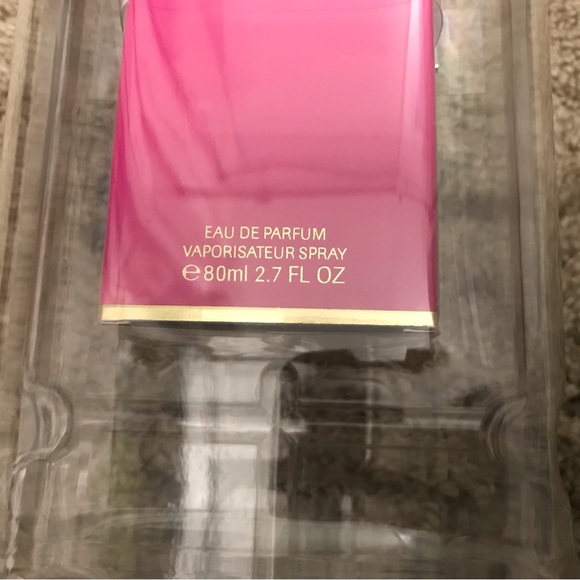 EAU DE PARFUM
VAPORISATEUR SPRAY
℮80ml 2.7 FL OZ